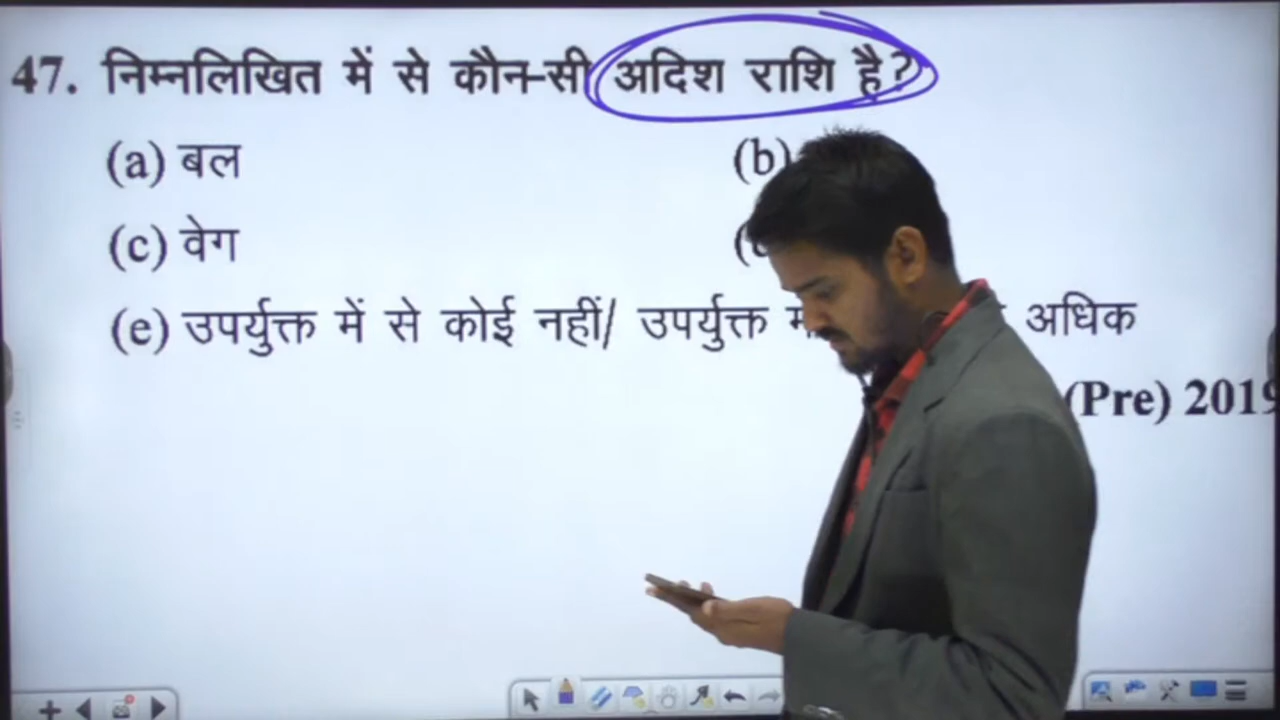 47. निम्नलिखित में से कौन-सी अदिश राशि है?
(a) बल
(b)
(c) वेग
(e) उपर्युक्त में से कोई नहीं/ उपर्युक्त अधिक
(Pre) 2019